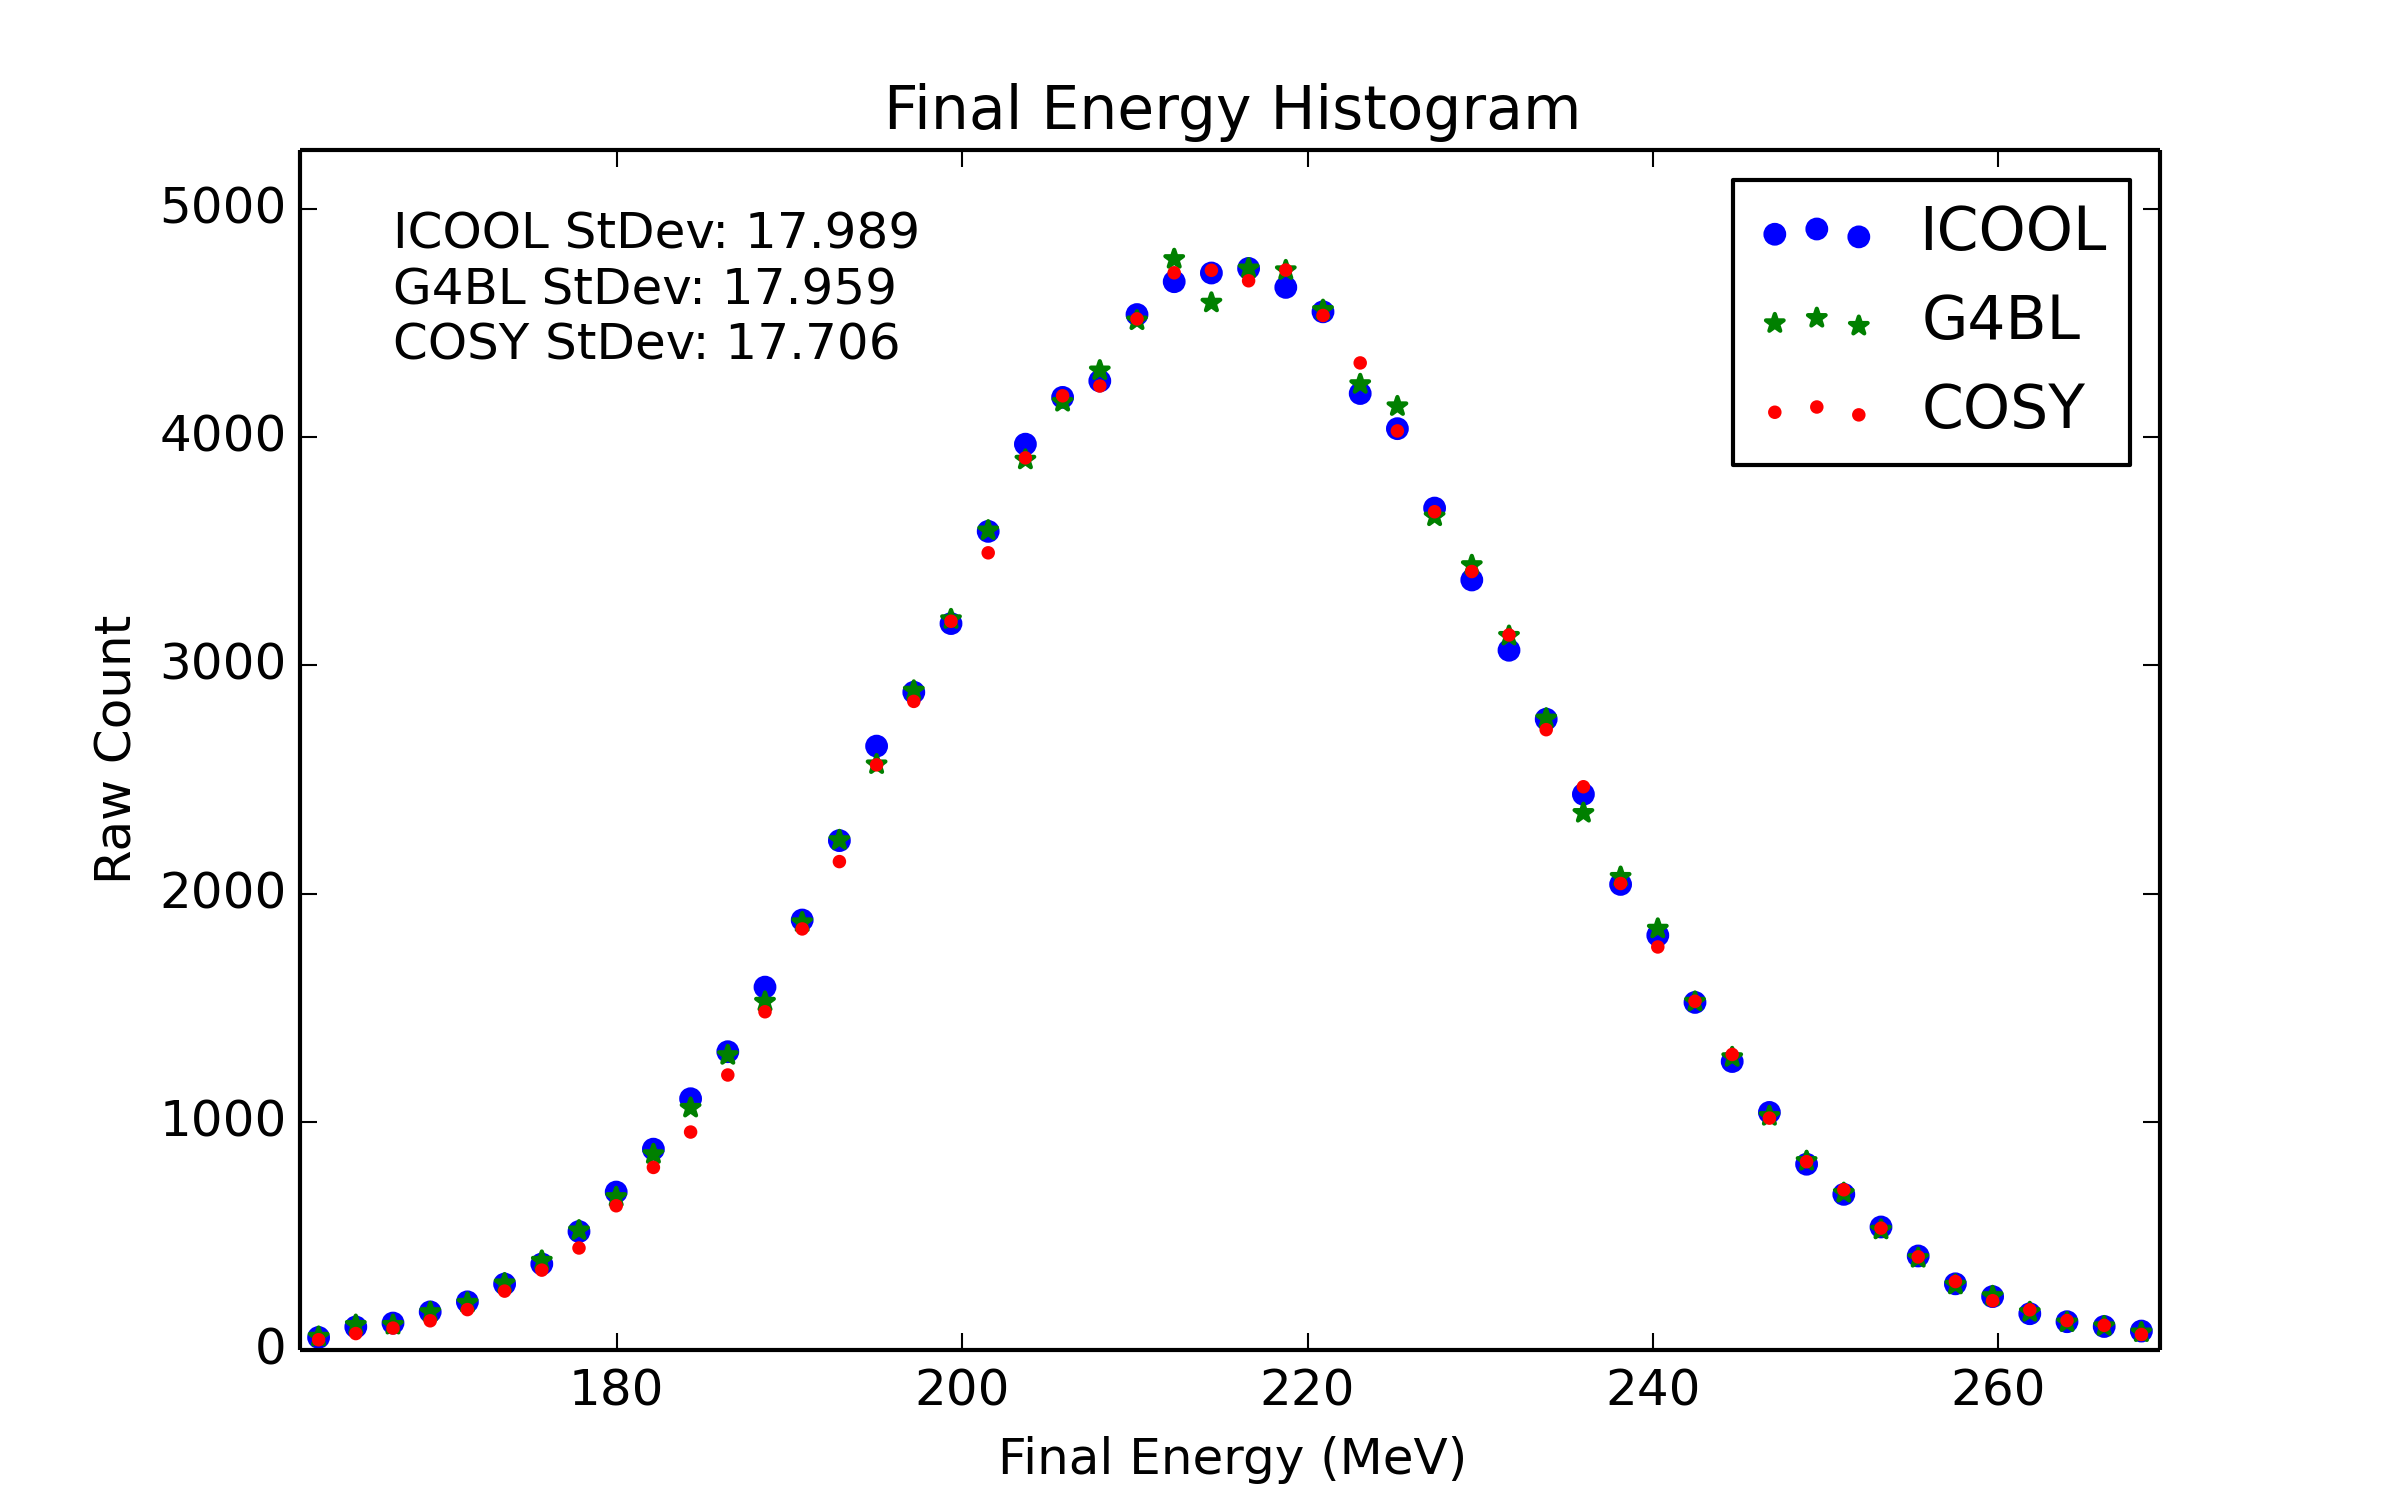 Final Energy Histogram
5000
4000
3000
2000
1000
0
Raw Count
ICOOL StDev: 17.989
G4BL StDev: 17.959
COSY StDev: 17.706
ICOOL
G4BL
COSY
180 200 220 240 260
Final Energy (MeV)